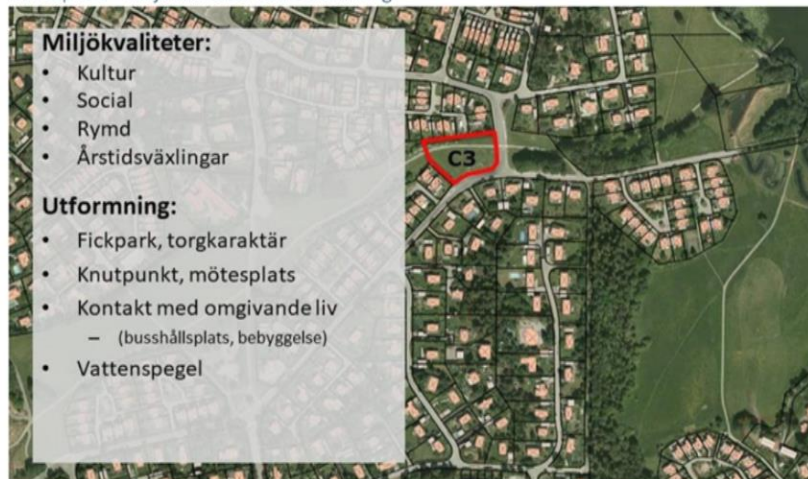 Miljökvaliteter:
• Kultur
• Social
• Rymd
• Årstidsväxlingar
C3
Utformning:
• Fickpark, torgkaraktär
• Knutpunkt, mötesplats
• Kontakt med omgivande liv
– (busshållsplats, bebyggelse)
• Vattenspegel